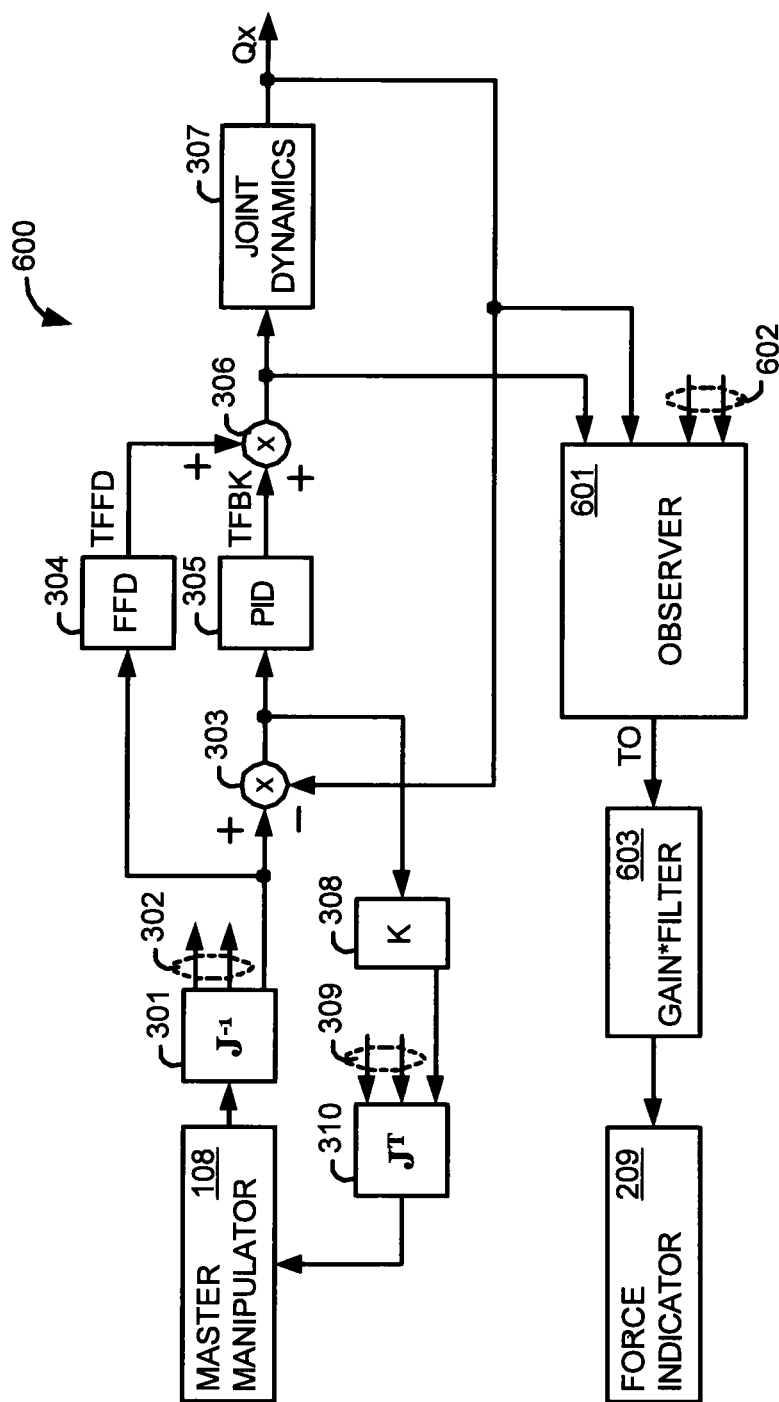 600
MASTER
MANIPULATOR
108
301
J-1
302
+
−
303
X
304
FFD
TFFD
305
PID
TFBK
+
+
306
X
307
JOINT
DYNAMICS
Qx
310
JT
309
308
K
FORCE
INDICATOR
209
603
GAIN*FILTER
TO
601
OBSERVER
602